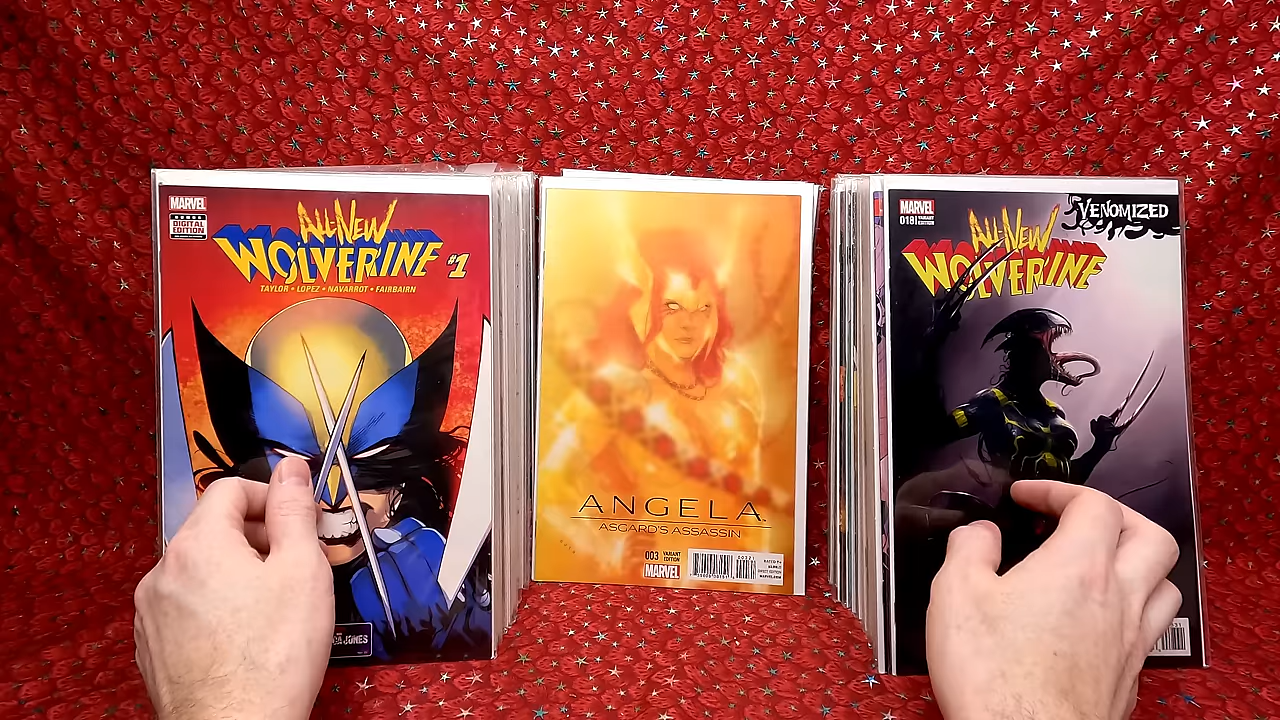 MARVEL
DIGITAL
EDITION
ALL-NEW
WOLVERINE #1
TAYLOR • LOPEZ • NAVARROT • FAIRBAIRN
JONES
ANGELA
ASGARD'S ASSASSIN
003 VARIANT
EDITION
MARVEL
MARVEL
018 VARIANT
EDITION
VENOMIZED
ALL-NEW
WOLVERINE